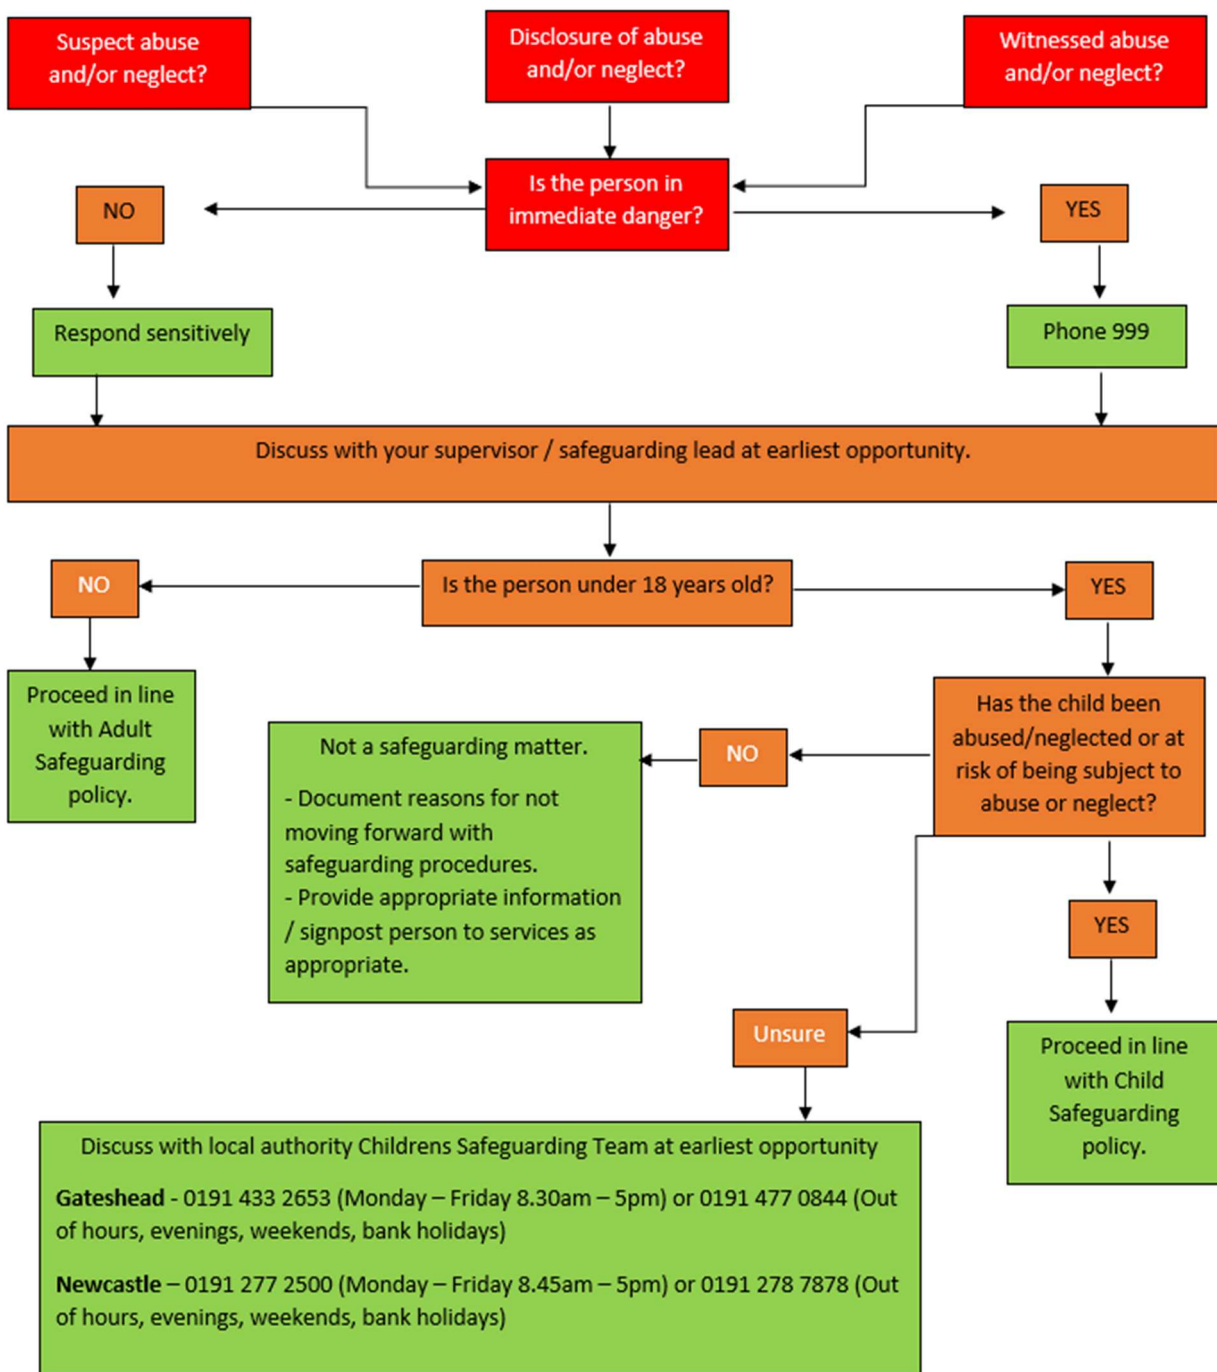 Suspect abuse
and/or neglect?
Disclosure of abuse
and/or neglect?
Witnessed abuse
and/or neglect?
Is the person in
immediate danger?
NO
YES
Respond sensitively
Phone 999
Discuss with your supervisor / safeguarding lead at earliest opportunity.
Is the person under 18 years old?
NO
YES
Proceed in line
with Adult
Safeguarding
policy.
Has the child been
abused/neglected or at
risk of being subject to
abuse or neglect?
NO
Not a safeguarding matter.
- Document reasons for not
moving forward with
safeguarding procedures.
- Provide appropriate information
/ signpost person to services as
appropriate.
YES
Unsure
Proceed in line
with Child
Safeguarding
policy.
Discuss with local authority Childrens Safeguarding Team at earliest opportunity
Gateshead - 0191 433 2653 (Monday – Friday 8.30am – 5pm) or 0191 477 0844 (Out
of hours, evenings, weekends, bank holidays)
Newcastle – 0191 277 2500 (Monday – Friday 8.45am – 5pm) or 0191 278 7878 (Out
of hours, evenings, weekends, bank holidays)